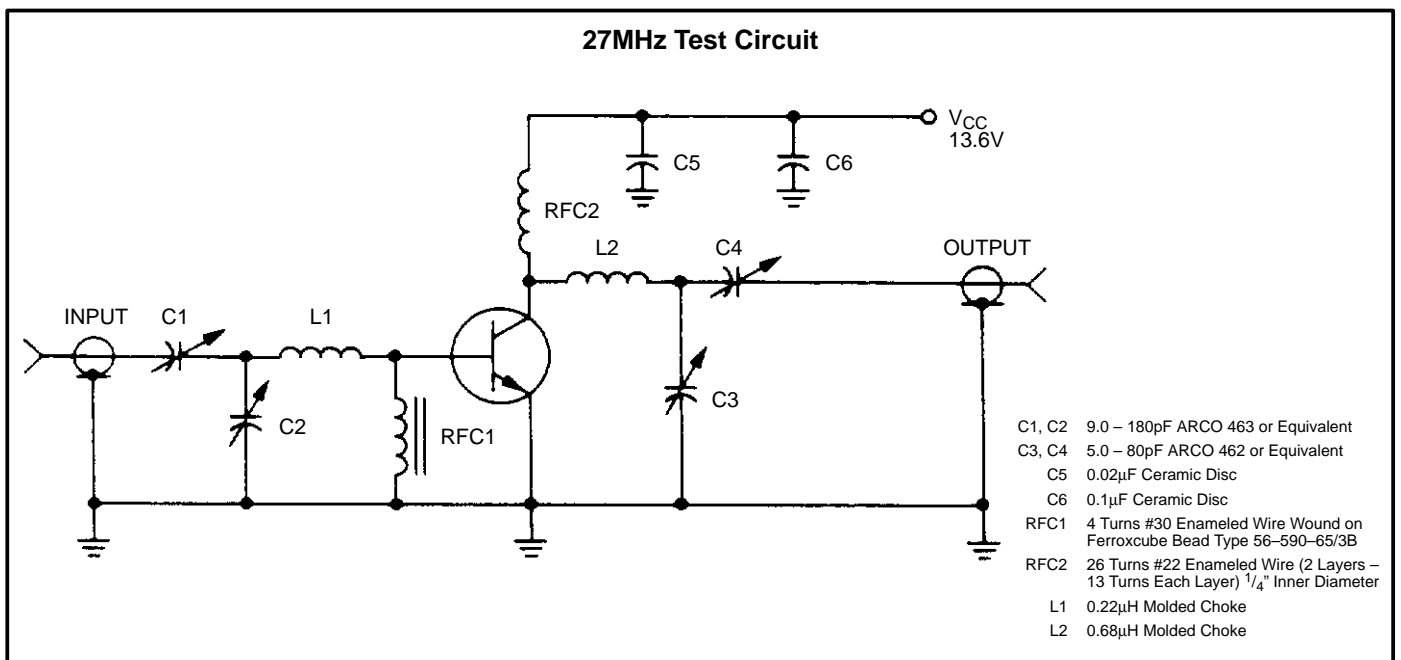 27MHz Test Circuit
VCC
13.6V
C5
C6
RFC2
L2
C4
OUTPUT
INPUT
C1
L1
C2
RFC1
C3
C1, C2 9.0 – 180pF ARCO 463 or Equivalent
C3, C4 5.0 – 80pF ARCO 462 or Equivalent
C5 0.02μF Ceramic Disc
C6 0.1μF Ceramic Disc
RFC1 4 Turns #30 Enameled Wire Wound on
Ferroxcube Bead Type 56–590–65/3B
RFC2 26 Turns #22 Enameled Wire (2 Layers –
13 Turns Each Layer) 1/4” Inner Diameter
L1 0.22μH Molded Choke
L2 0.68μH Molded Choke